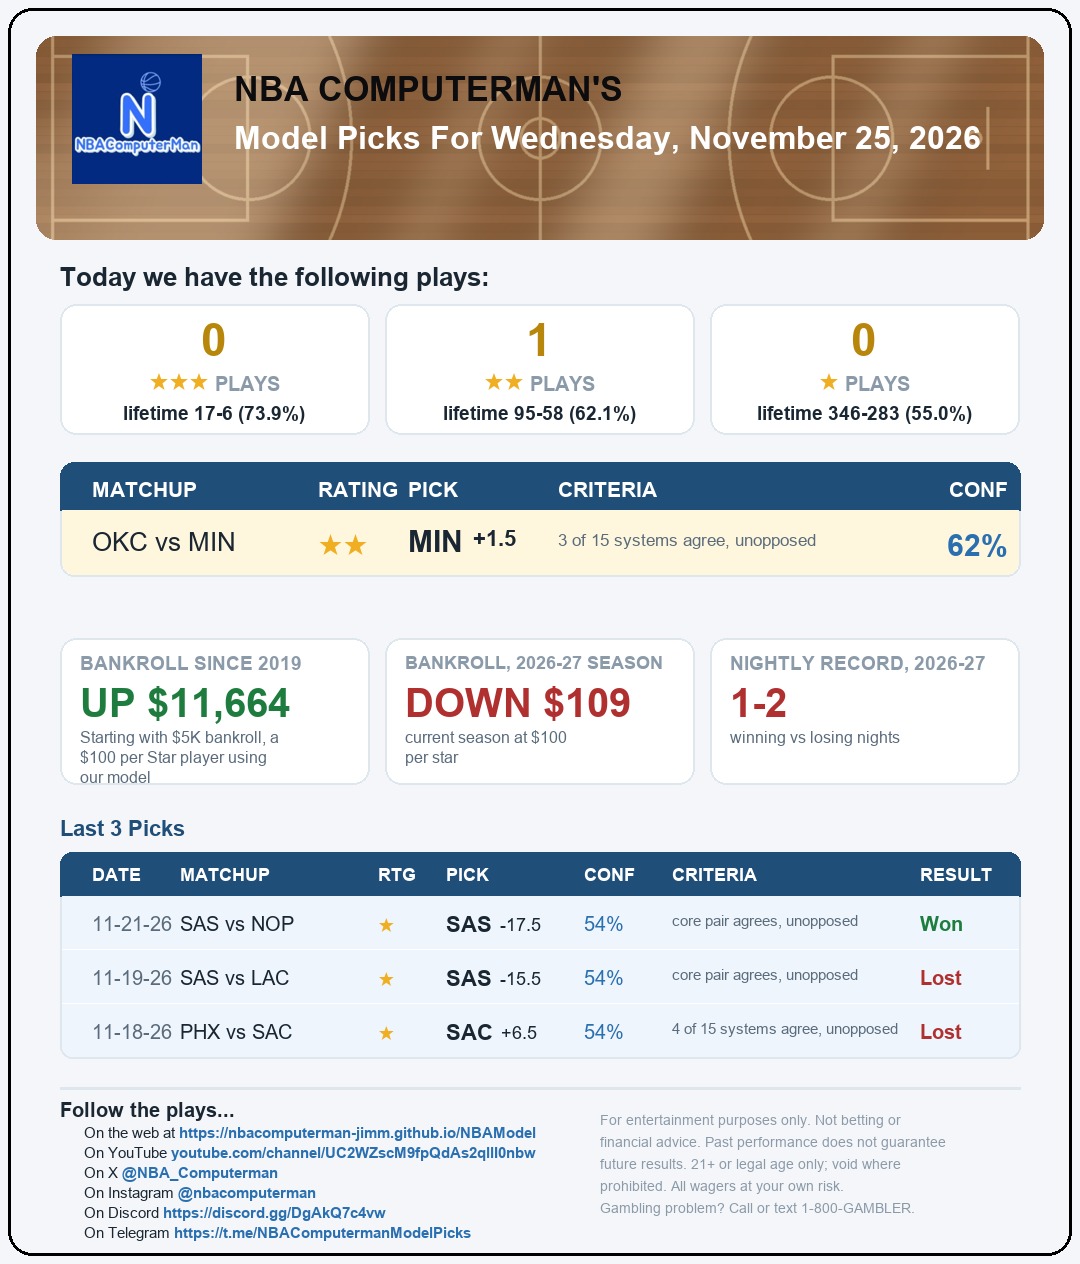 NBAComputerMan
NBA COMPUTERMAN'S
Model Picks For Wednesday, November 25, 2026
Today we have the following plays:
0
★★★ PLAYS
lifetime 17-6 (73.9%)
1
★★ PLAYS
lifetime 95-58 (62.1%)
0
★ PLAYS
lifetime 346-283 (55.0%)
MATCHUP RATING PICK CRITERIA CONF
OKC vs MIN ★★ MIN +1.5 3 of 15 systems agree, unopposed 62%
BANKROLL SINCE 2019
UP $11,664
Starting with $5K bankroll, a
$100 per Star player using
our model
BANKROLL, 2026-27 SEASON
DOWN $109
current season at $100
per star
NIGHTLY RECORD, 2026-27
1-2
winning vs losing nights
Last 3 Picks
DATE MATCHUP RTG PICK CONF CRITERIA RESULT
11-21-26 SAS vs NOP ★ SAS -17.5 54% core pair agrees, unopposed Won
11-19-26 SAS vs LAC ★ SAS -15.5 54% core pair agrees, unopposed Lost
11-18-26 PHX vs SAC ★ SAC +6.5 54% 4 of 15 systems agree, unopposed Lost
Follow the plays...
On the web at https://nbacomputerman-jimm.github.io/NBAModel
On YouTube youtube.com/channel/UC2WZscM9fpQdAs2qlll0nbw
On X @NBA_Computerman
On Instagram @nbacomputerman
On Discord https://discord.gg/DgAkQ7c4vw
On Telegram https://t.me/NBAComputermanModelPicks
For entertainment purposes only. Not betting or
financial advice. Past performance does not guarantee
future results. 21+ or legal age only; void where
prohibited. All wagers at your own risk.
Gambling problem? Call or text 1-800-GAMBLER.